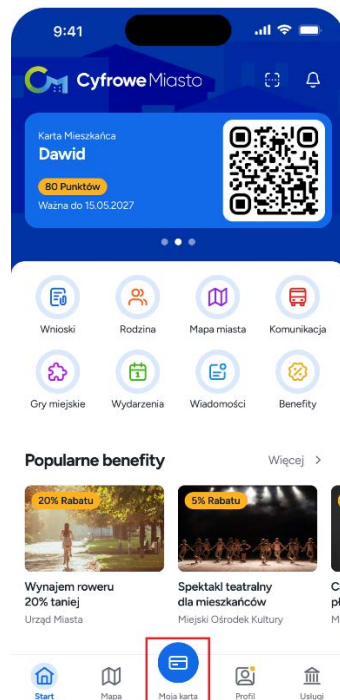 9:41
Cyfrowe Miasto
Karta Mieszkańca
Dawid
80 Punktów
Ważna do 15.05.2027
Wnioski Rodzina Mapa miasta Komunikacja
Gry miejskie Wydarzenia Wiadomości Benefity
Popularne benefity Więcej >
20% Rabatu 5% Rabatu
Wynajem roweru Spektakl teatralny
20% taniej dla mieszkańców
Urząd Miasta Miejski Ośrodek Kultury
Start Mapa Moja karta Profil Usługi